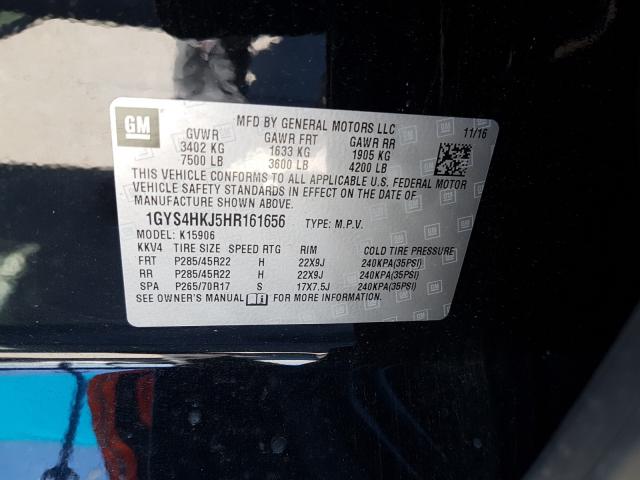 GM
MFD BY GENERAL MOTORS LLC 11/16
GVWR GAWR FRT GAWR RR
3402 KG 1633 KG 1905 KG
7500 LB 3600 LB 4200 LB
THIS VEHICLE CONFORMS TO ALL APPLICABLE U.S. FEDERAL MOTOR
VEHICLE SAFETY STANDARDS IN EFFECT ON THE DATE OF
MANUFACTURE SHOWN ABOVE.
1GYS4HKJ5HR161656 TYPE: M.P.V.
MODEL: K15906
KKV4 TIRE SIZE SPEED RTG RIM COLD TIRE PRESSURE
FRT P285/45R22 H 22X9J 240KPA(35PSI)
RR P285/45R22 H 22X9J 240KPA(35PSI)
SPA P265/70R17 S 17X7.5J 240KPA(35PSI)
SEE OWNER'S MANUAL FOR MORE INFORMATION.